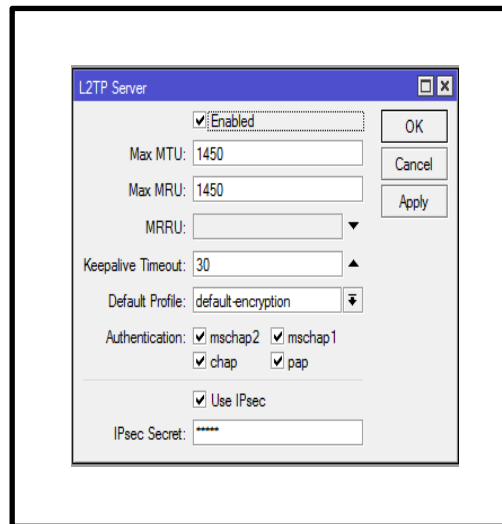 L2TP Server
Enabled
OK
Max MTU: 1450
Cancel
Max MRU: 1450
Apply
MRRU:
Keepalive Timeout: 30
Default Profile: default-encryption
Authentication: mschap2 mschap1
chap pap
Use IPsec
IPsec Secret: *****